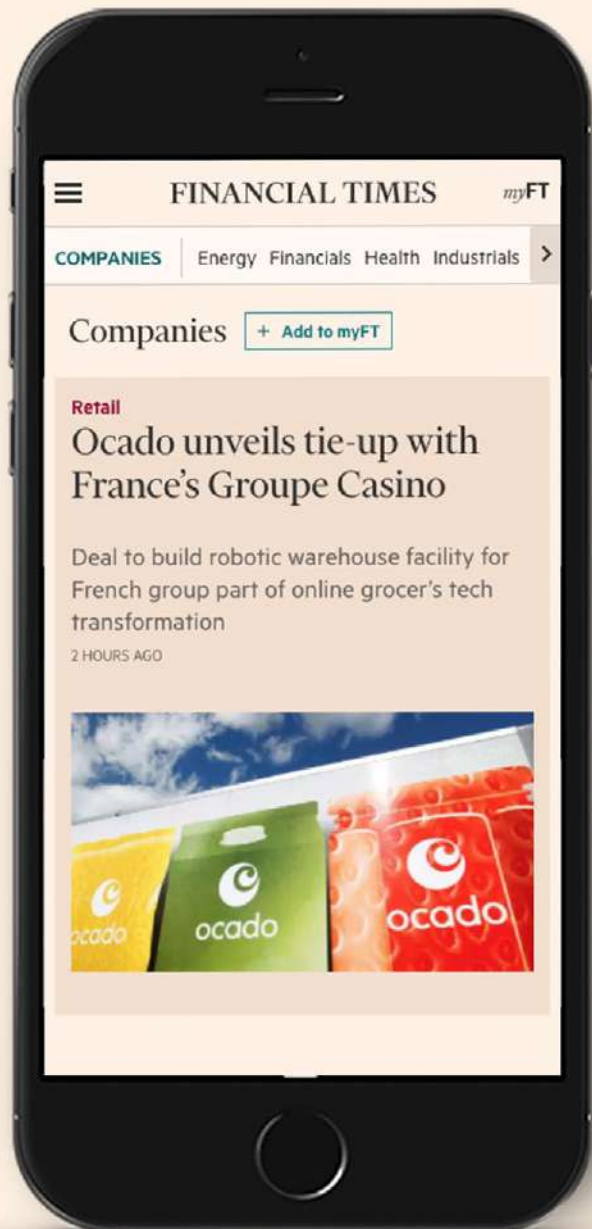 FINANCIAL TIMES
myFT
COMPANIES
Energy Financials Health Industrials
Companies
+ Add to myFT
Retail
Ocado unveils tie-up with
France's Groupe Casino
Deal to build robotic warehouse facility for
French group part of online grocer's tech
transformation
2 HOURS AGO
ocado
ocado
ocado